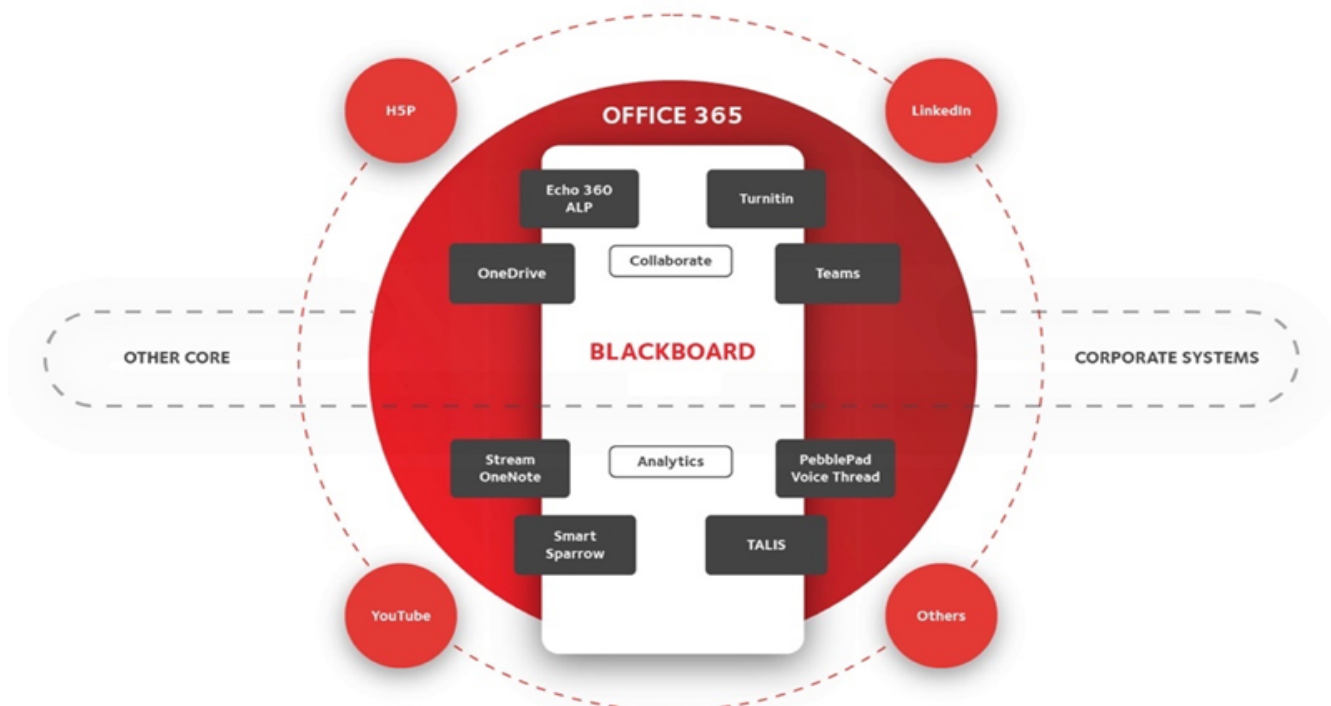 OFFICE 365
H5P
LinkedIn
Echo 360
ALP
Turnitin
OneDrive
Collaborate
Teams
BLACKBOARD
OTHER CORE
CORPORATE SYSTEMS
Stream
OneNote
Analytics
PebblePad
Voice Thread
Smart
Sparrow
TALIS
YouTube
Others